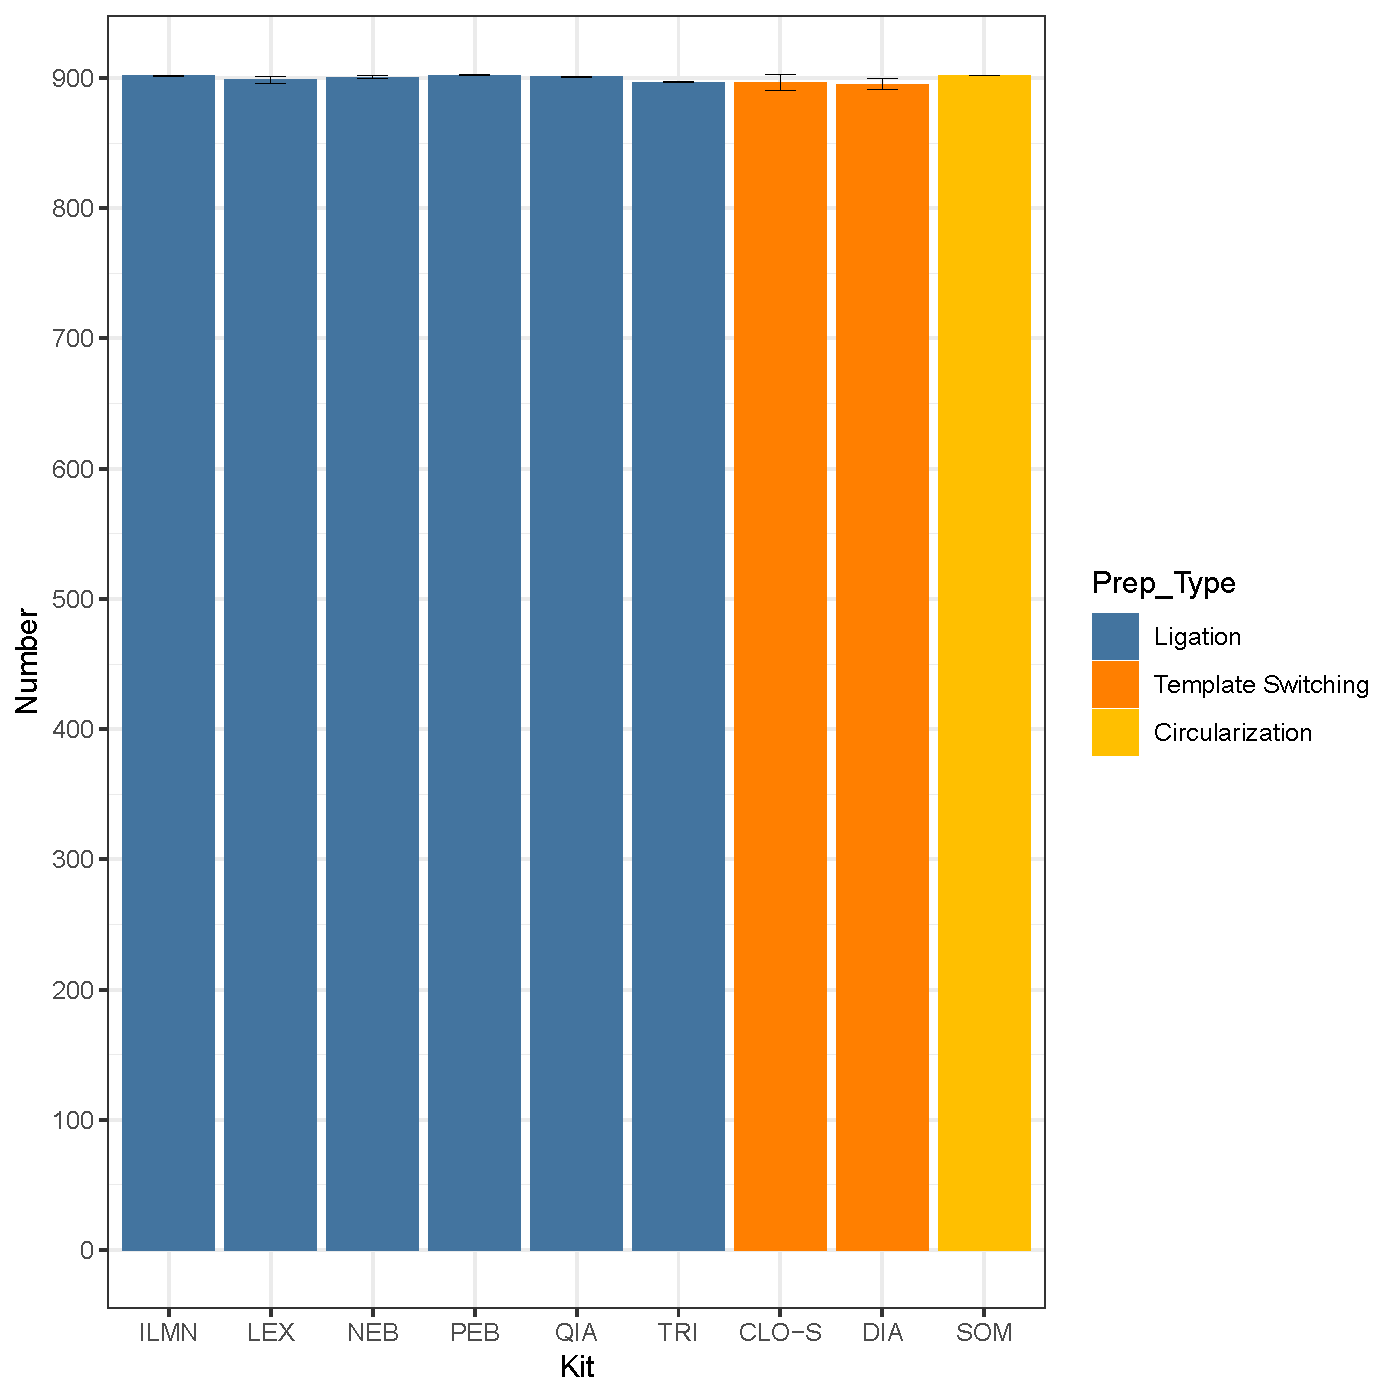 900
800
700
600
500
400
300
200
100
0
Number
ILMN LEX NEB PEB QIA TRI CLO-S DIA SOM
Kit
Prep_Type
Ligation
Template Switching
Circularization